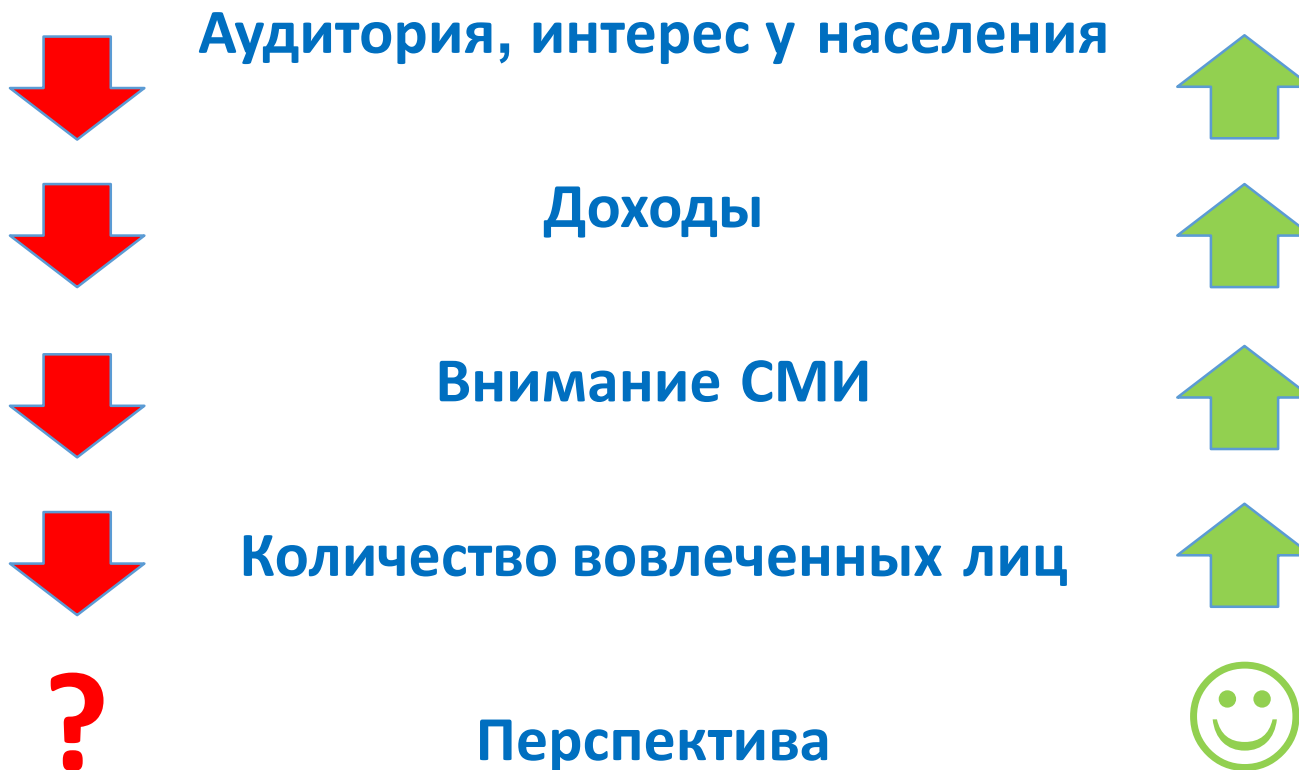 Аудитория, интерес у населения
Доходы
Внимание СМИ
Количество вовлеченных лиц
?
Перспектива